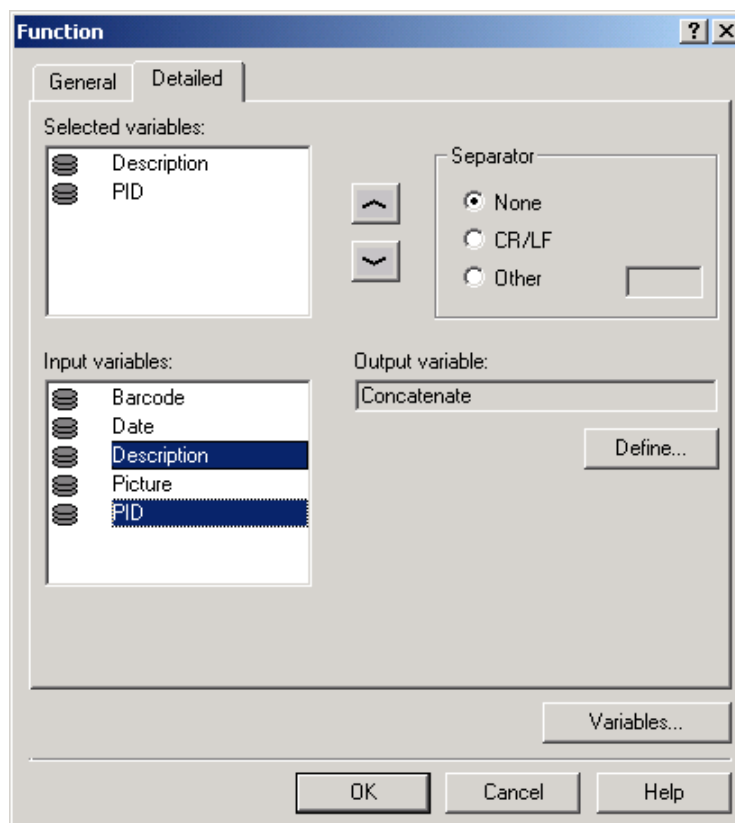 Function
General Detailed
Selected variables:
Description
PID
Separator
None
CR/LF
Other
Input variables:
Barcode
Date
Description
Picture
PID
Output variable:
Concatenate
Define...
Variables...
OK Cancel Help